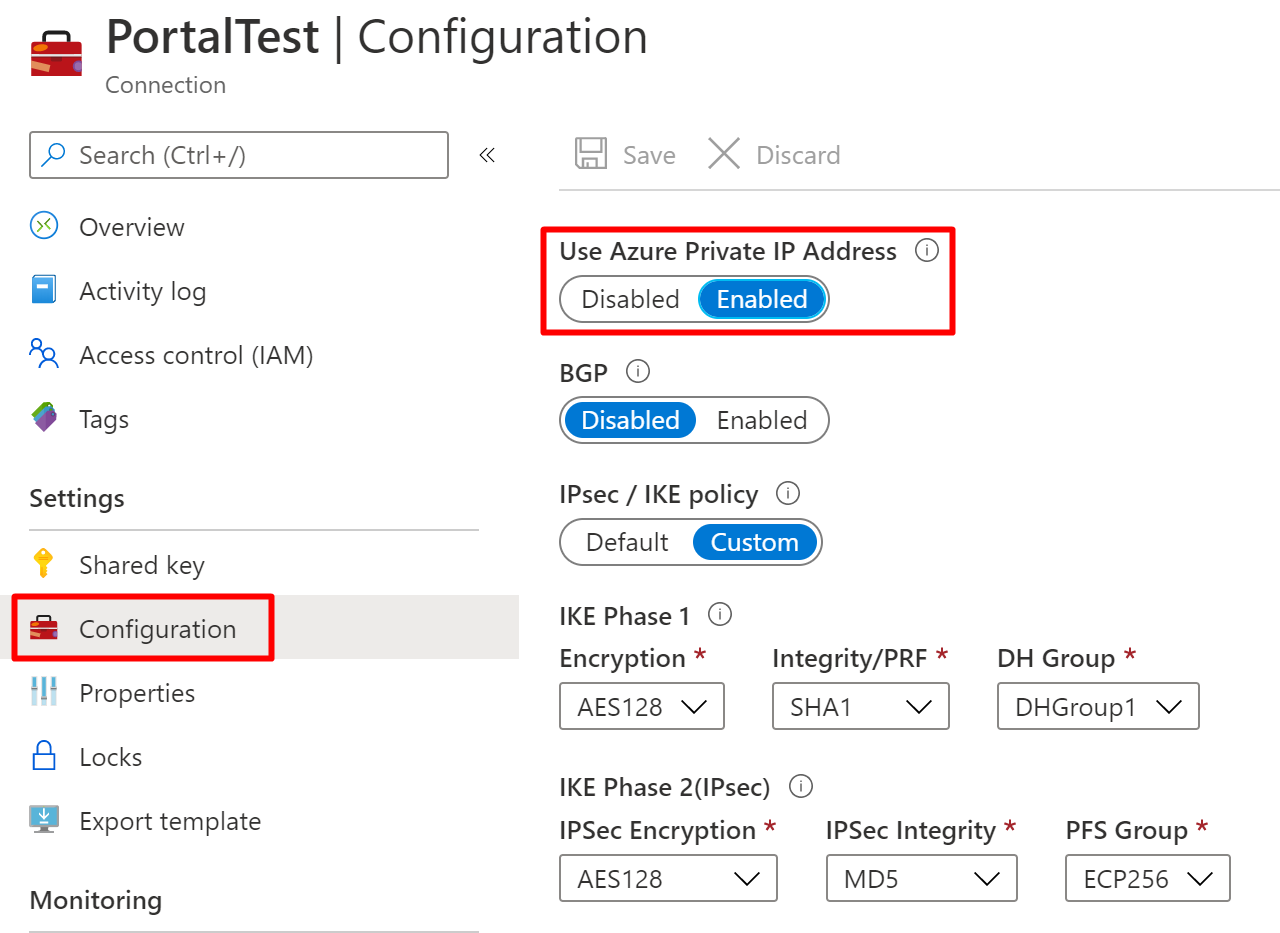 PortalTest | Configuration
Connection
Search (Ctrl+/)
«
Overview
Activity log
Access control (IAM)
Tags
Settings
Shared key
Configuration
Properties
Locks
Export template
Monitoring
Save Discard
Use Azure Private IP Address
Disabled Enabled
BGP
Disabled Enabled
IPsec / IKE policy
Default Custom
IKE Phase 1
Encryption * Integrity/PRF * DH Group *
AES128 SHA1 DHGroup1
IKE Phase 2(IPsec)
IPSec Encryption * IPSec Integrity * PFS Group *
AES128 MD5 ECP256